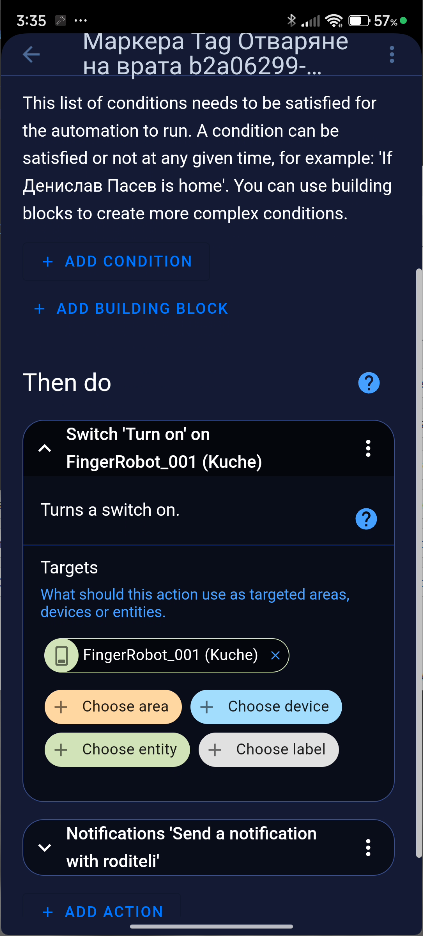 3:35
57%
Маркера Tag Отваряне
на врата b2a06299-...
This list of conditions needs to be satisfied for
the automation to run. A condition can be
satisfied or not at any given time, for example: 'If
Денислав Пасев is home'. You can use building
blocks to create more complex conditions.
+ ADD CONDITION
+ ADD BUILDING BLOCK
Then do
?
Switch 'Turn on' on
FingerRobot_001 (Kuche)
Turns a switch on.
?
Targets
What should this action use as targeted areas,
devices or entities.
FingerRobot_001 (Kuche) ×
+ Choose area
+ Choose device
+ Choose entity
+ Choose label
Notifications 'Send a notification
with roditeli'
+ ADD ACTION